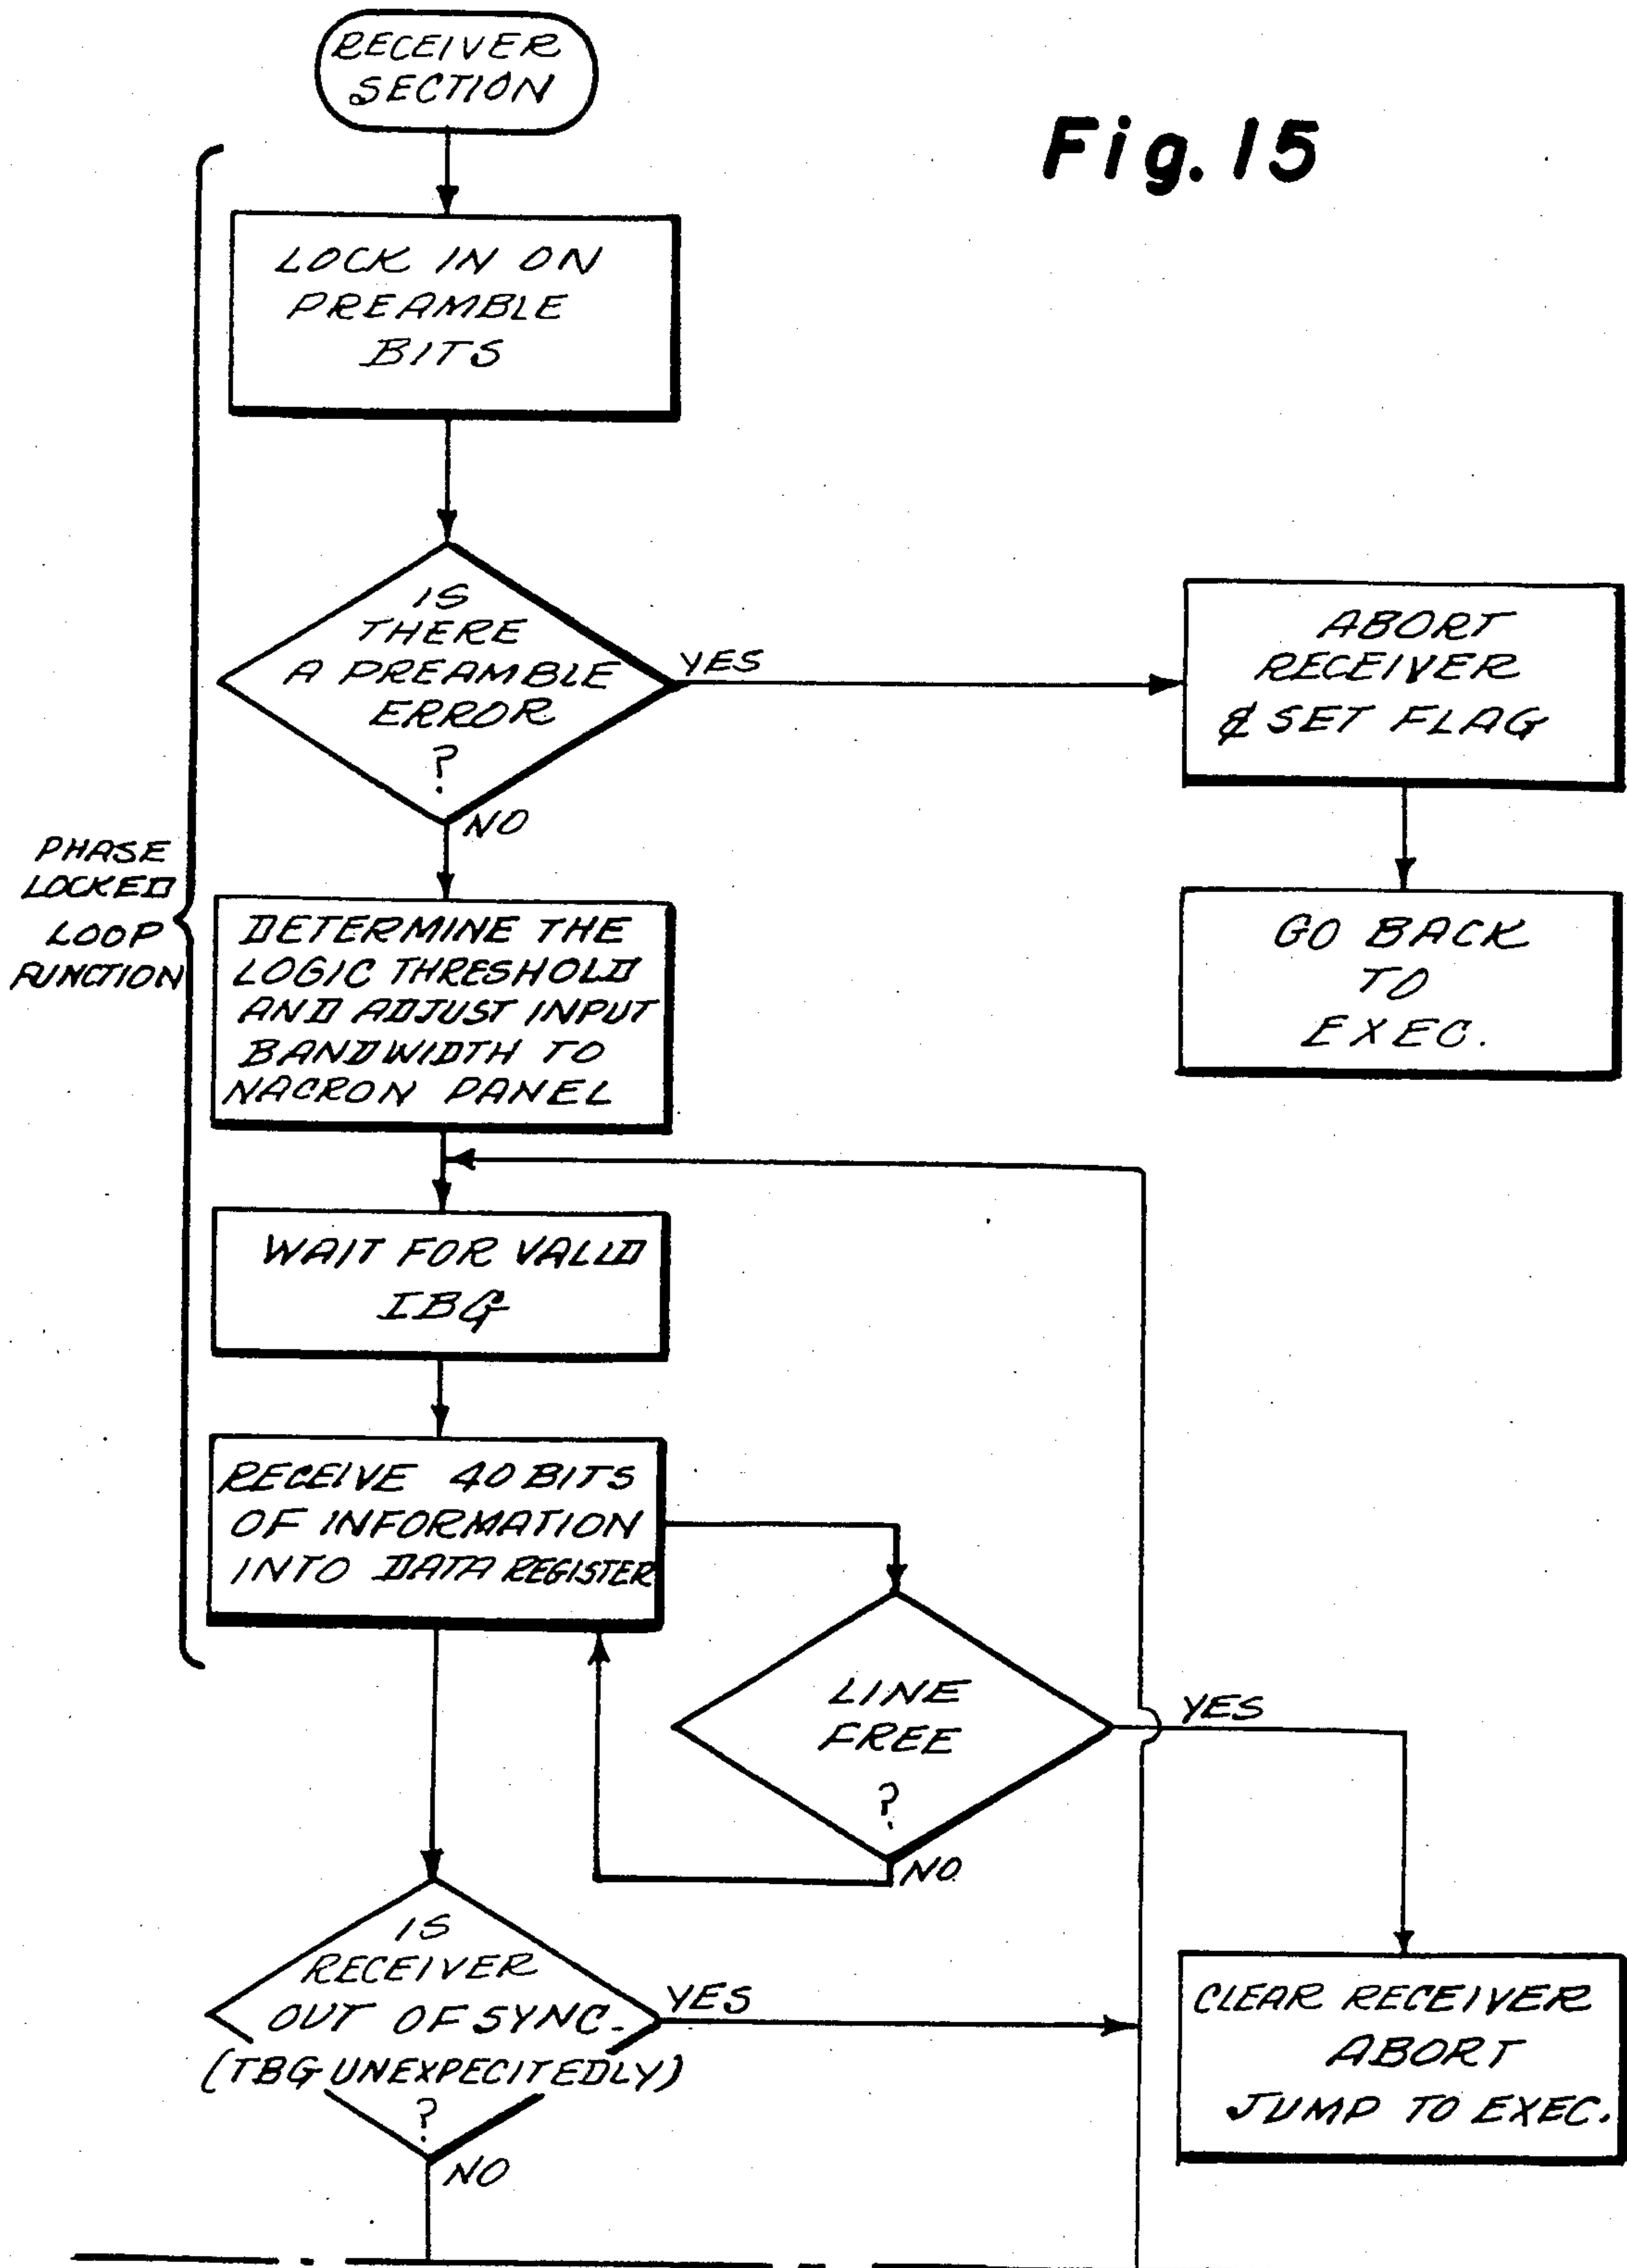 RECEIVER
SECTION
Fig. 15
LOCK IN ON
PREAMBLE
BITS
IS
THERE
A PREAMBLE
ERROR
?
YES
NO
ABORT
RECEIVER
& SET FLAG
GO BACK
TO
EXEC.
PHASE
LOCKED
LOOP
FUNCTION
DETERMINE THE
LOGIC THRESHOLD
AND ADJUST INPUT
BANDWIDTH TO
NACRON PANEL
WAIT FOR VALID
IBG
RECEIVE 40 BITS
OF INFORMATION
INTO DATA REGISTER
LINE
FREE
?
YES
NO
IS
RECEIVER
OUT OF SYNC.
(TBG UNEXPECITEDLY)
?
YES
NO
CLEAR RECEIVER
ABORT
JUMP TO EXEC.